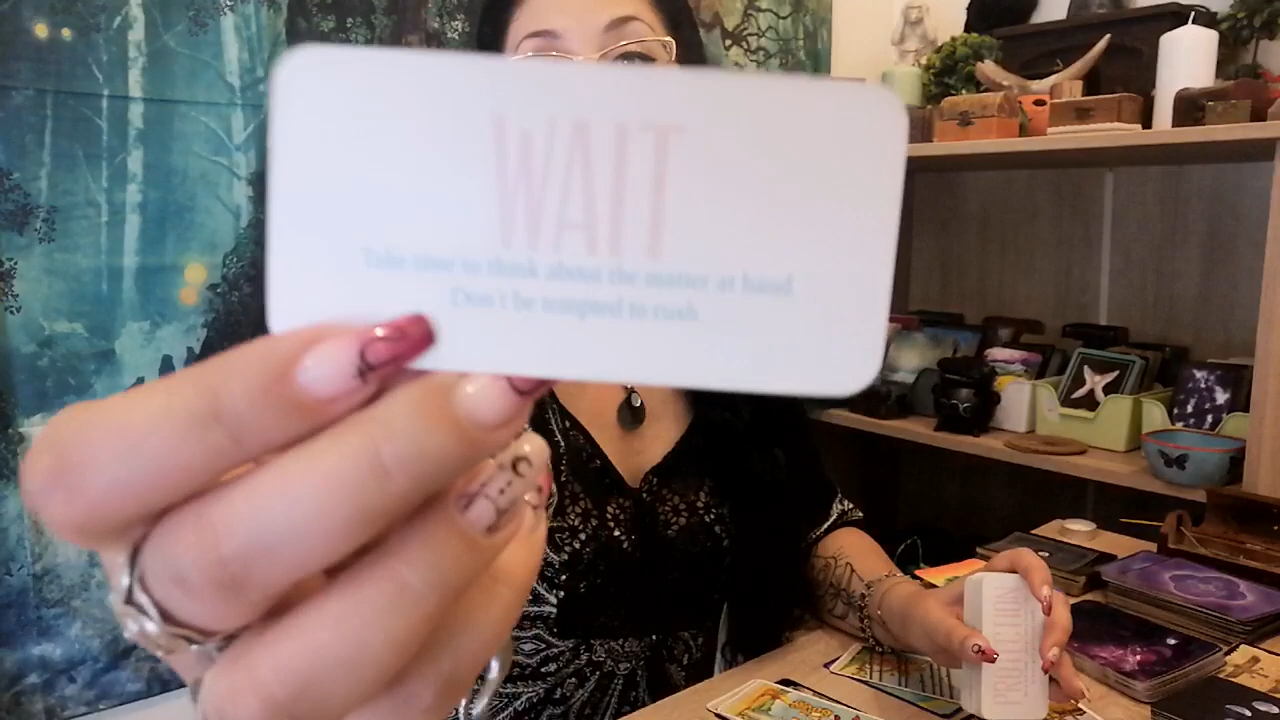 WAIT
Take time to think about the matter at hand.
Don't be tempted to rush.